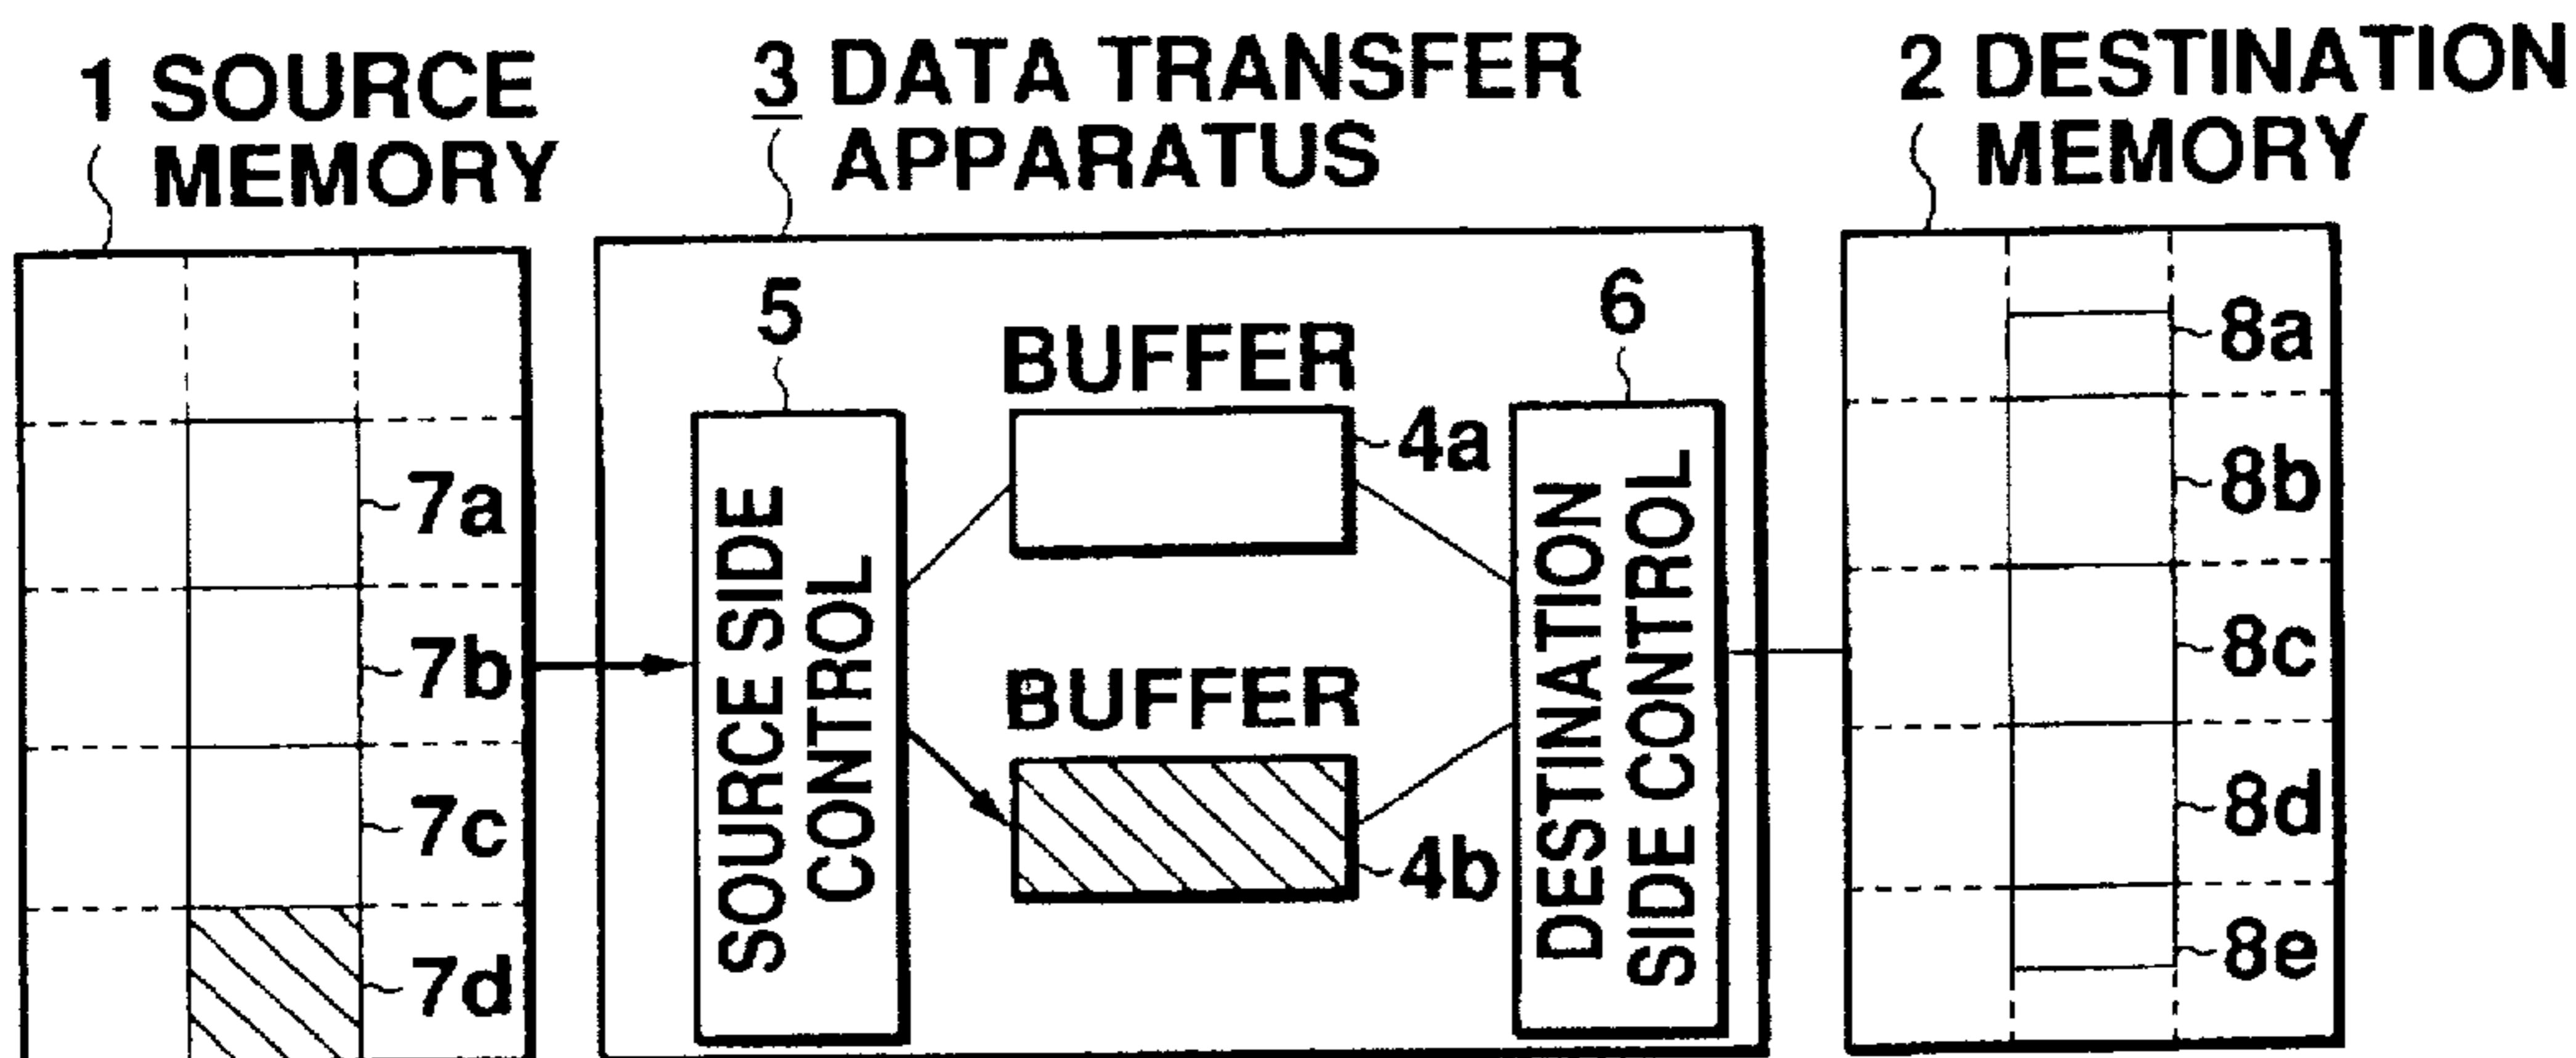 1 SOURCE
MEMORY
3 DATA TRANSFER
APPARATUS
2 DESTINATION
MEMORY
7a
7b
7c
7d
5
SOURCE SIDE
CONTROL
BUFFER
4a
BUFFER
4b
6
DESTINATION
SIDE CONTROL
8a
8b
8c
8d
8e